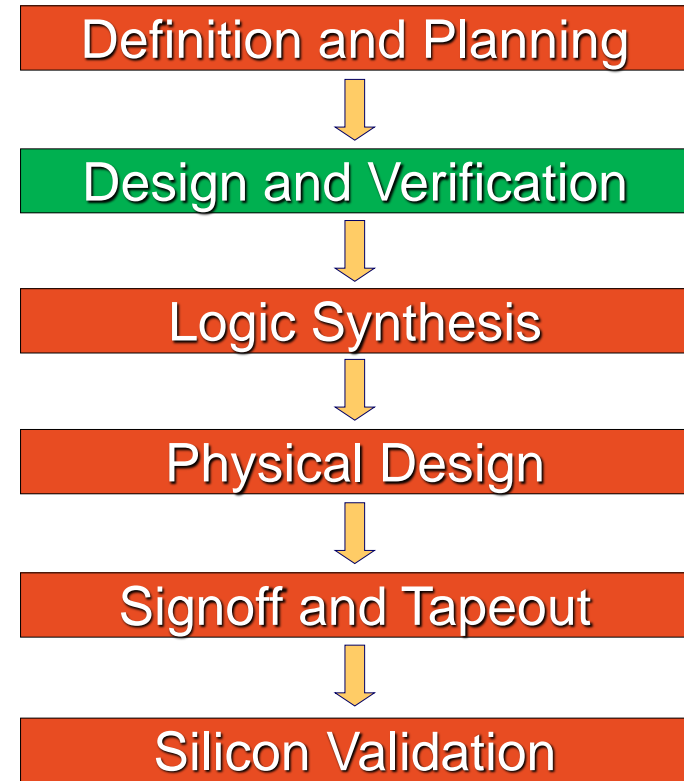 Definition and Planning
Design and Verification
Logic Synthesis
Physical Design
Signoff and Tapeout
Silicon Validation